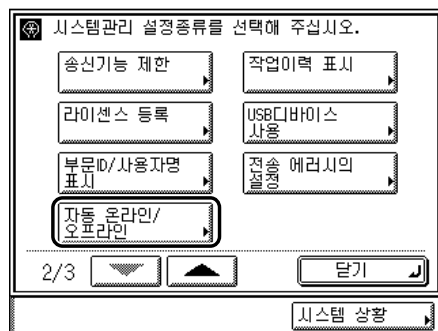 시스템관리 설정종류를 선택해 주십시오.
송신기능 제한
작업이력 표시
라이센스 등록
USB디바이스
사용
부문ID/사용자명
표시
전송 에러시의
설정
자동 온라인/
오프라인
2/3
닫기
시스템 상황